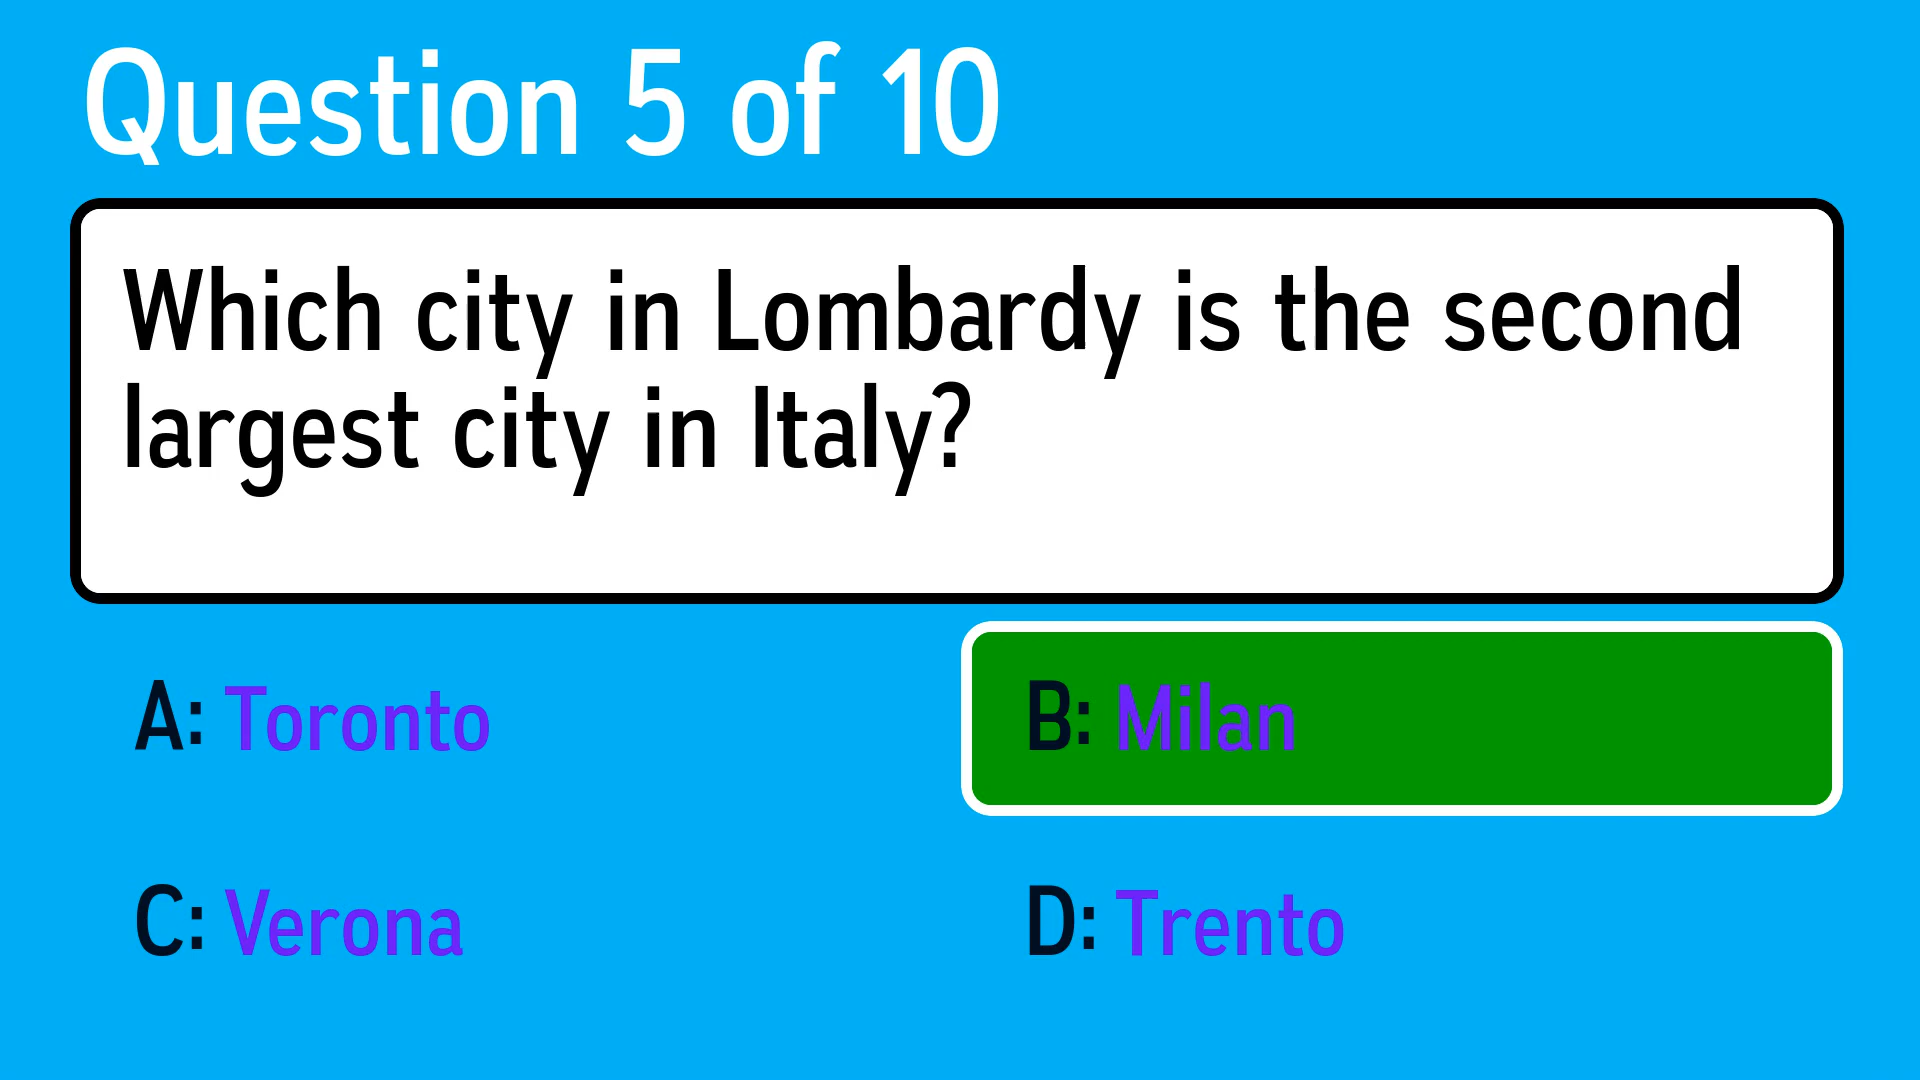 Question 5 of 10
Which city in Lombardy is the second
largest city in Italy?
A: Toronto
B: Milan
C: Verona
D: Trento